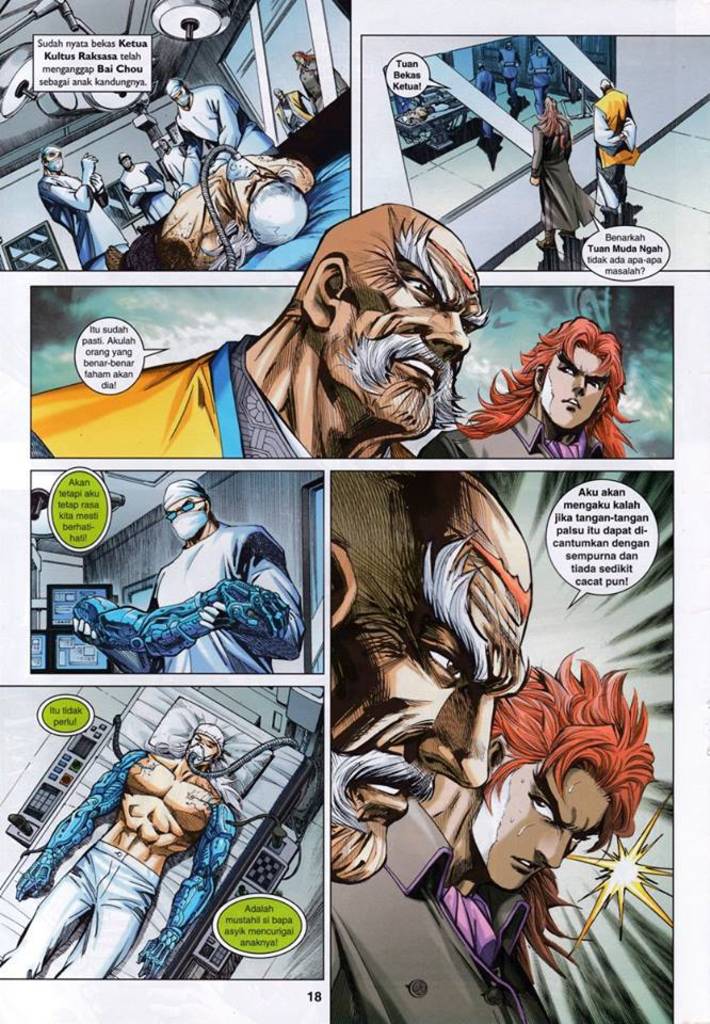 Sudah nyata bekas Ketua
Kultus Raksasa telah
menganggap Bai Chou
sebagai anak kandungnya.
Tuan
Bekas
Ketua!
Benarkah
Tuan Muda Ngah
tidak ada apa-apa
masalah?
Itu sudah
pasti. Akulah
orang yang
benar-benar
faham akan
dia!
Akan
tetapi aku
tetap rasa
kita mesti
berhati-
hati!
Aku akan
mengaku kalah
jika tangan-tangan
palsu itu dapat di-
cantumkan dengan
sempurna dan
tiada sedikit
cacat pun!
Itu tidak
perlu!
Adalah
mustahil si bapa
asyik mencurigai
anaknya!
18